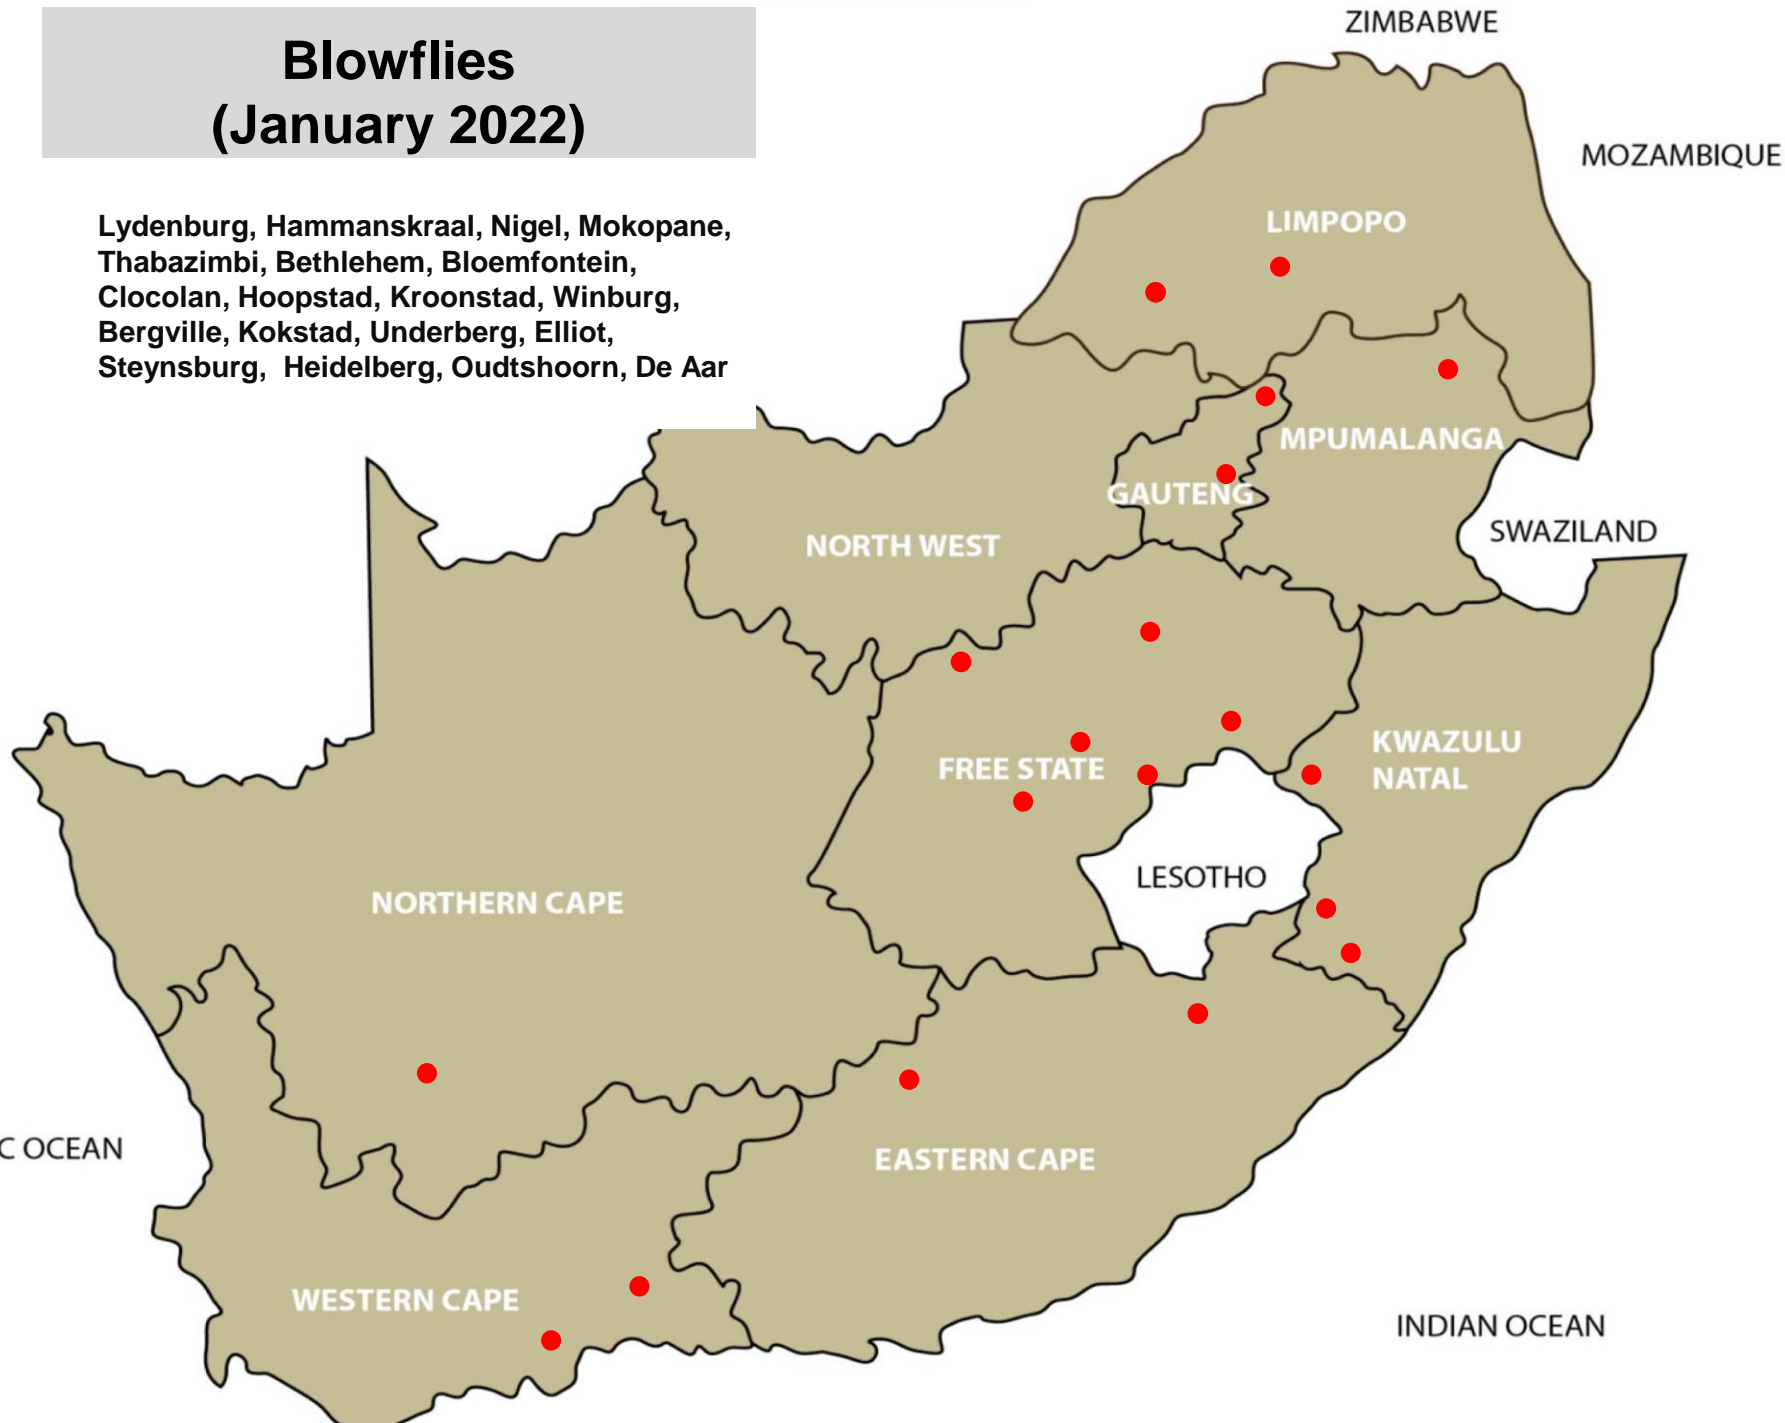 Blowflies
(January 2022)
Lydenburg, Hammanskraal, Nigel, Mokopane,
Thabazimbi, Bethlehem, Bloemfontein,
Clocolan, Hoopstad, Kroonstad, Winburg,
Bergville, Kokstad, Underberg, Elliot,
Steynsburg,  Heidelberg, Oudtshoorn, De Aar
ZIMBABWE
MOZAMBIQUE
LIMPOPO
MPUMALANGA
GAUTENG
SWAZILAND
NORTH WEST
KWAZULU
NATAL
FREE STATE
LESOTHO
NORTHERN CAPE
C OCEAN
EASTERN CAPE
WESTERN CAPE
INDIAN OCEAN